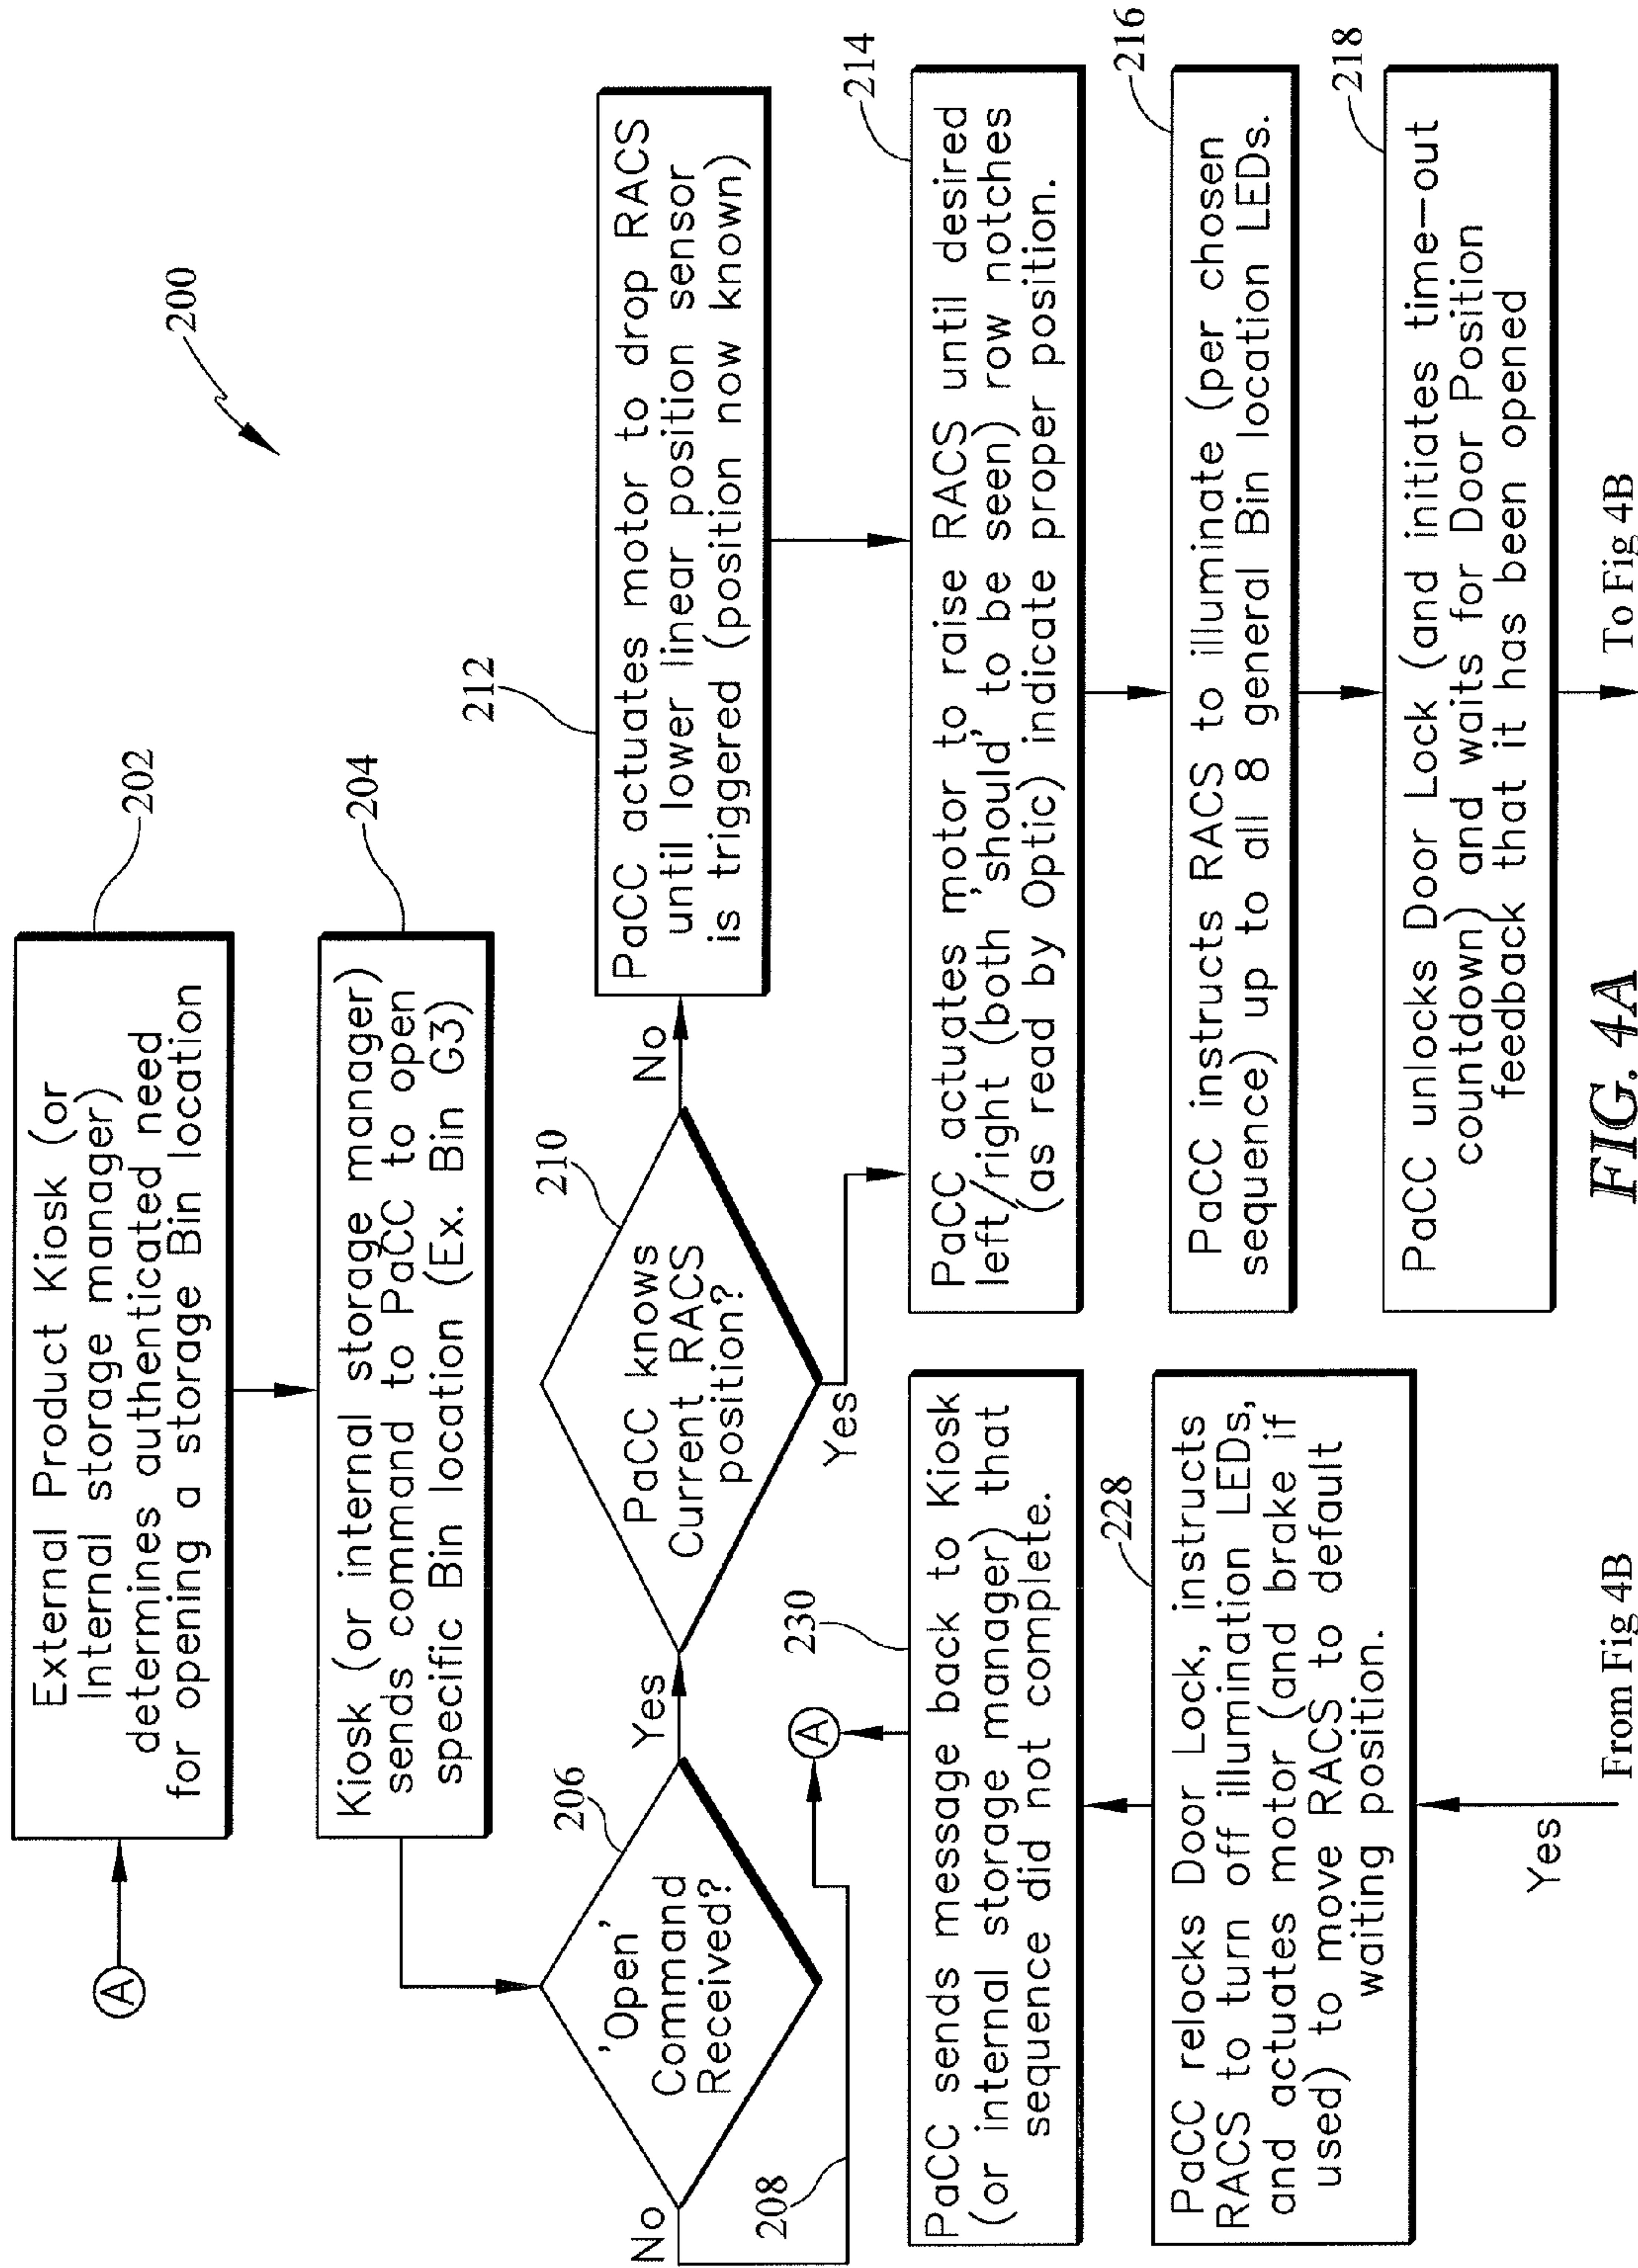 200
A
External Product Kiosk (or
Internal storage manager)
determines authenticated need
for opening a storage Bin location
202
Kiosk (or internal storage manager)
sends command to PaCC to open
specific Bin location (Ex. Bin G3)
204
'Open'
Command
Received?
206
No
208
Yes
PaCC knows
Current RACS
position?
210
No
Yes
PaCC actuates motor to drop RACS
until lower linear position sensor
is triggered (position now known)
212
PaCC actuates motor to raise RACS until desired
left/right (both 'should' to be seen) row notches
(as read by Optic) indicate proper position.
214
PaCC instructs RACS to illuminate (per chosen
sequence) up to all 8 general Bin location LEDs.
216
PaCC unlocks Door Lock (and initiates time-out
countdown) and waits for Door Position
feedback that it has been opened
218
To Fig 4B
A
PaCC sends message back to Kiosk
(or internal storage manager) that
sequence did not complete.
230
PaCC relocks Door Lock, instructs
RACS to turn off illumination LEDs,
and actuates motor (and brake if
used) to move RACS to default
waiting position.
228
Yes
From Fig 4B
FIG. 4A